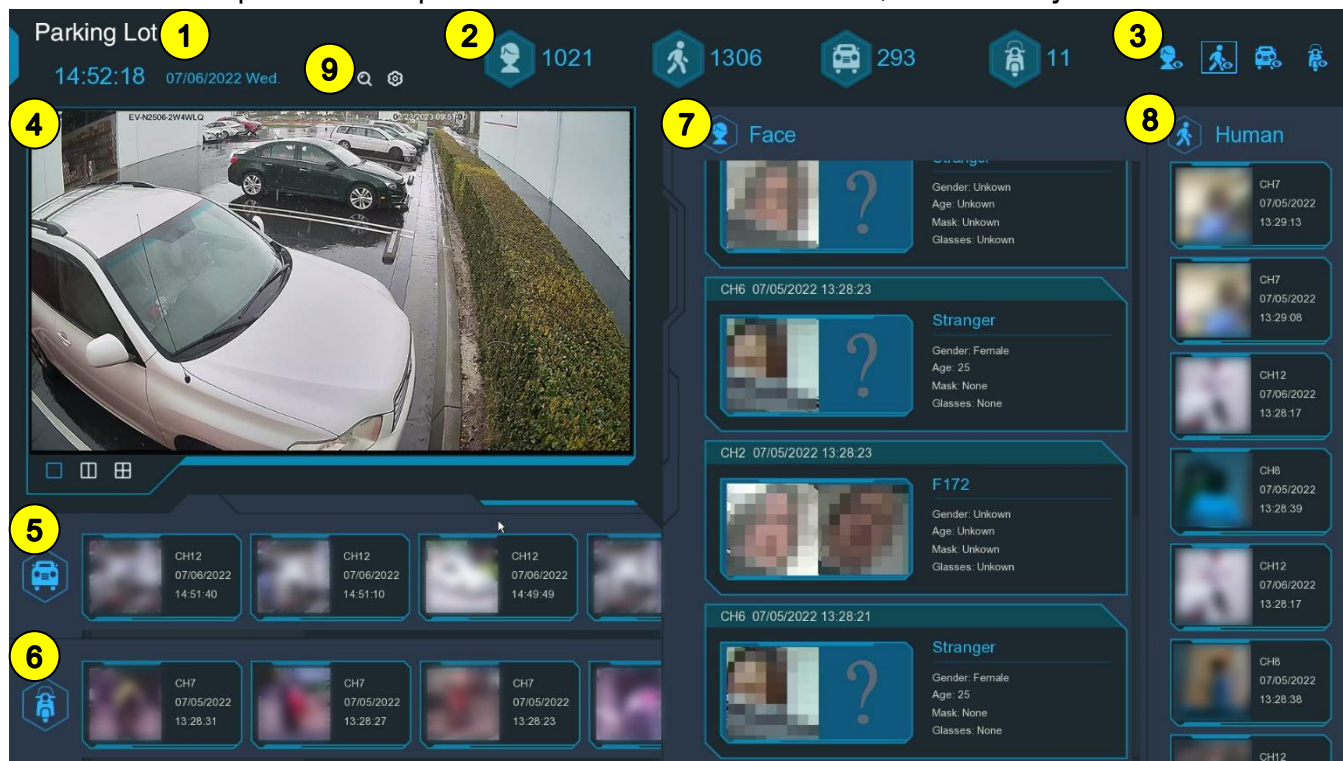 Parking Lot
1
2
3
14:52:18 07/06/2022 Wed.
9
1021
1306
293
11
4
EV-N2506-2W4WLQ
5
CH12
07/06/2022
14:51:40
CH12
07/06/2022
14:51:10
CH12
07/06/2022
14:49:49
6
CH7
07/05/2022
13:28:31
CH7
07/05/2022
13:28:27
CH7
07/05/2022
13:28:23
7
Face
Gender: Unkown
Age: Unkown
Mask: Unkown
Glasses: Unkown
CH6 07/05/2022 13:28:23
Stranger
Gender: Female
Age: 25
Mask: None
Glasses: None
CH2 07/05/2022 13:28:23
F172
Gender: Unkown
Age: Unkown
Mask: Unkown
Glasses: Unkown
CH6 07/05/2022 13:28:21
Stranger
Gender: Female
Age: 25
Mask: None
Glasses: None
8
Human
CH7
07/05/2022
13:29:13
CH7
07/05/2022
13:29:08
CH12
07/06/2022
13:28:17
CH8
07/05/2022
13:28:39
CH12
07/06/2022
13:28:17
CH8
07/05/2022
13:28:38
CH12